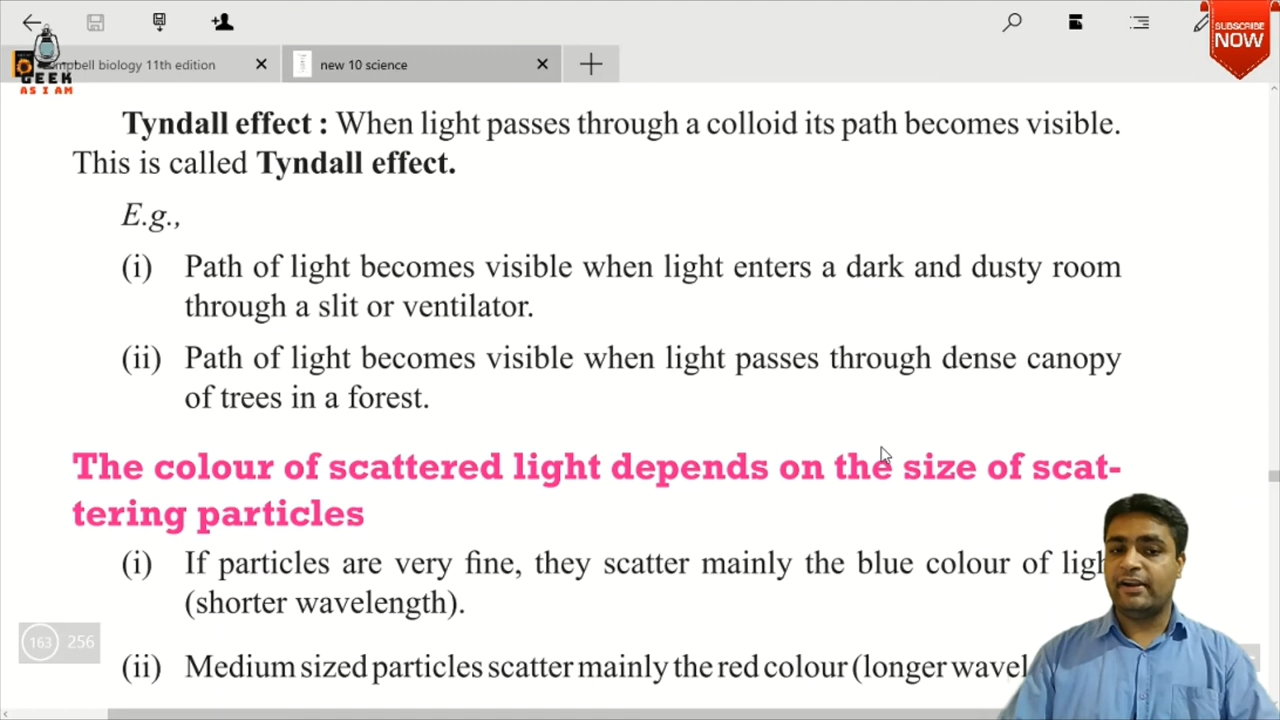 SUBSCRIBE
NOW
Campbell biology 11th edition
new 10 science
GEEK
AS I AM
Tyndall effect : When light passes through a colloid its path becomes visible.
This is called Tyndall effect.
E.g.,
(i) Path of light becomes visible when light enters a dark and dusty room
through a slit or ventilator.
(ii) Path of light becomes visible when light passes through dense canopy
of trees in a forest.
The colour of scattered light depends on the size of scat-
tering particles
(i) If particles are very fine, they scatter mainly the blue colour of ligh
(shorter wavelength).
163 256
(ii) Medium sized particles scatter mainly the red colour (longer wavel